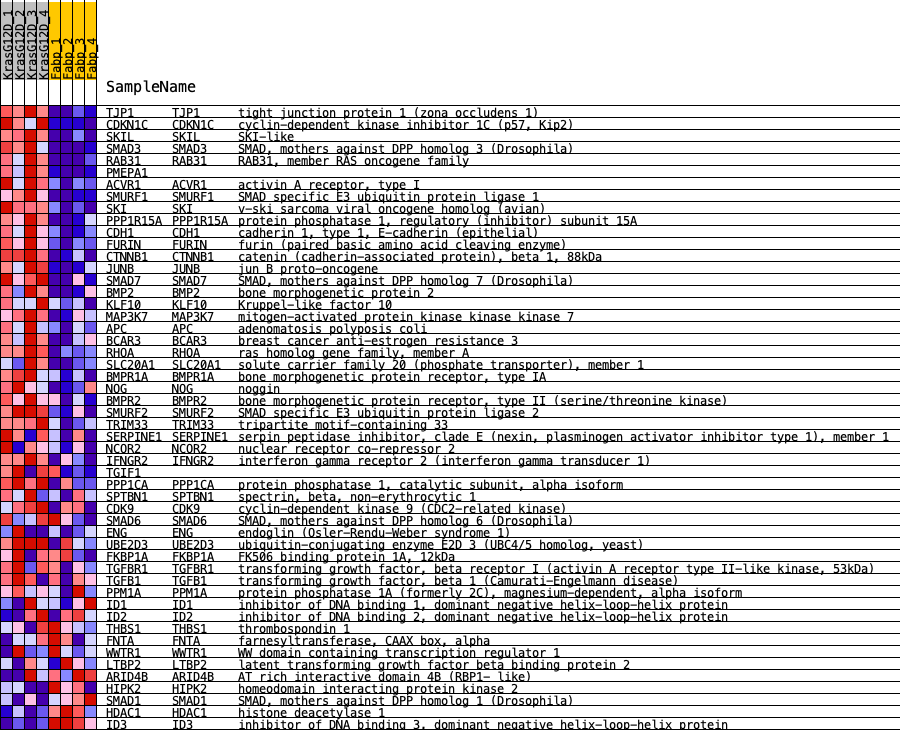 KrasG12D_1
KrasG12D_2
KrasG12D_3
KrasG12D_4
Fabp_1
Fabp_2
Fabp_3
Fabp_4
SampleName
TJP1 TJP1 tight junction protein 1 (zona occludens 1)
CDKN1C CDKN1C cyclin-dependent kinase inhibitor 1C (p57, Kip2)
SKIL SKIL SKI-like
SMAD3 SMAD3 SMAD, mothers against DPP homolog 3 (Drosophila)
RAB31 RAB31 RAB31, member RAS oncogene family
PMEPA1
ACVR1 ACVR1 activin A receptor, type I
SMURF1 SMURF1 SMAD specific E3 ubiquitin protein ligase 1
SKI SKI v-ski sarcoma viral oncogene homolog (avian)
PPP1R15A PPP1R15A protein phosphatase 1, regulatory (inhibitor) subunit 15A
CDH1 CDH1 cadherin 1, type 1, E-cadherin (epithelial)
FURIN FURIN furin (paired basic amino acid cleaving enzyme)
CTNNB1 CTNNB1 catenin (cadherin-associated protein), beta 1, 88kDa
JUNB JUNB jun B proto-oncogene
SMAD7 SMAD7 SMAD, mothers against DPP homolog 7 (Drosophila)
BMP2 BMP2 bone morphogenetic protein 2
KLF10 KLF10 Kruppel-like factor 10
MAP3K7 MAP3K7 mitogen-activated protein kinase kinase kinase 7
APC APC adenomatosis polyposis coli
BCAR3 BCAR3 breast cancer anti-estrogen resistance 3
RHOA RHOA ras homolog gene family, member A
SLC20A1 SLC20A1 solute carrier family 20 (phosphate transporter), member 1
BMPR1A BMPR1A bone morphogenetic protein receptor, type IA
NOG NOG noggin
BMPR2 BMPR2 bone morphogenetic protein receptor, type II (serine/threonine kinase)
SMURF2 SMURF2 SMAD specific E3 ubiquitin protein ligase 2
TRIM33 TRIM33 tripartite motif-containing 33
SERPINE1 SERPINE1 serpin peptidase inhibitor, clade E (nexin, plasminogen activator inhibitor type 1), member 1
NCOR2 NCOR2 nuclear receptor co-repressor 2
IFNGR2 IFNGR2 interferon gamma receptor 2 (interferon gamma transducer 1)
TGIF1
PPP1CA PPP1CA protein phosphatase 1, catalytic subunit, alpha isoform
SPTBN1 SPTBN1 spectrin, beta, non-erythrocytic 1
CDK9 CDK9 cyclin-dependent kinase 9 (CDC2-related kinase)
SMAD6 SMAD6 SMAD, mothers against DPP homolog 6 (Drosophila)
ENG ENG endoglin (Osler-Rendu-Weber syndrome 1)
UBE2D3 UBE2D3 ubiquitin-conjugating enzyme E2D 3 (UBC4/5 homolog, yeast)
FKBP1A FKBP1A FK506 binding protein 1A, 12kDa
TGFBR1 TGFBR1 transforming growth factor, beta receptor I (activin A receptor type II-like kinase, 53kDa)
TGFB1 TGFB1 transforming growth factor, beta 1 (Camurati-Engelmann disease)
PPM1A PPM1A protein phosphatase 1A (formerly 2C), magnesium-dependent, alpha isoform
ID1 ID1 inhibitor of DNA binding 1, dominant negative helix-loop-helix protein
ID2 ID2 inhibitor of DNA binding 2, dominant negative helix-loop-helix protein
THBS1 THBS1 thrombospondin 1
FNTA FNTA farnesyltransferase, CAAX box, alpha
WWTR1 WWTR1 WW domain containing transcription regulator 1
LTBP2 LTBP2 latent transforming growth factor beta binding protein 2
ARID4B ARID4B AT rich interactive domain 4B (RBP1- like)
HIPK2 HIPK2 homeodomain interacting protein kinase 2
SMAD1 SMAD1 SMAD, mothers against DPP homolog 1 (Drosophila)
HDAC1 HDAC1 histone deacetylase 1
ID3 ID3 inhibitor of DNA binding 3, dominant negative helix-loop-helix protein